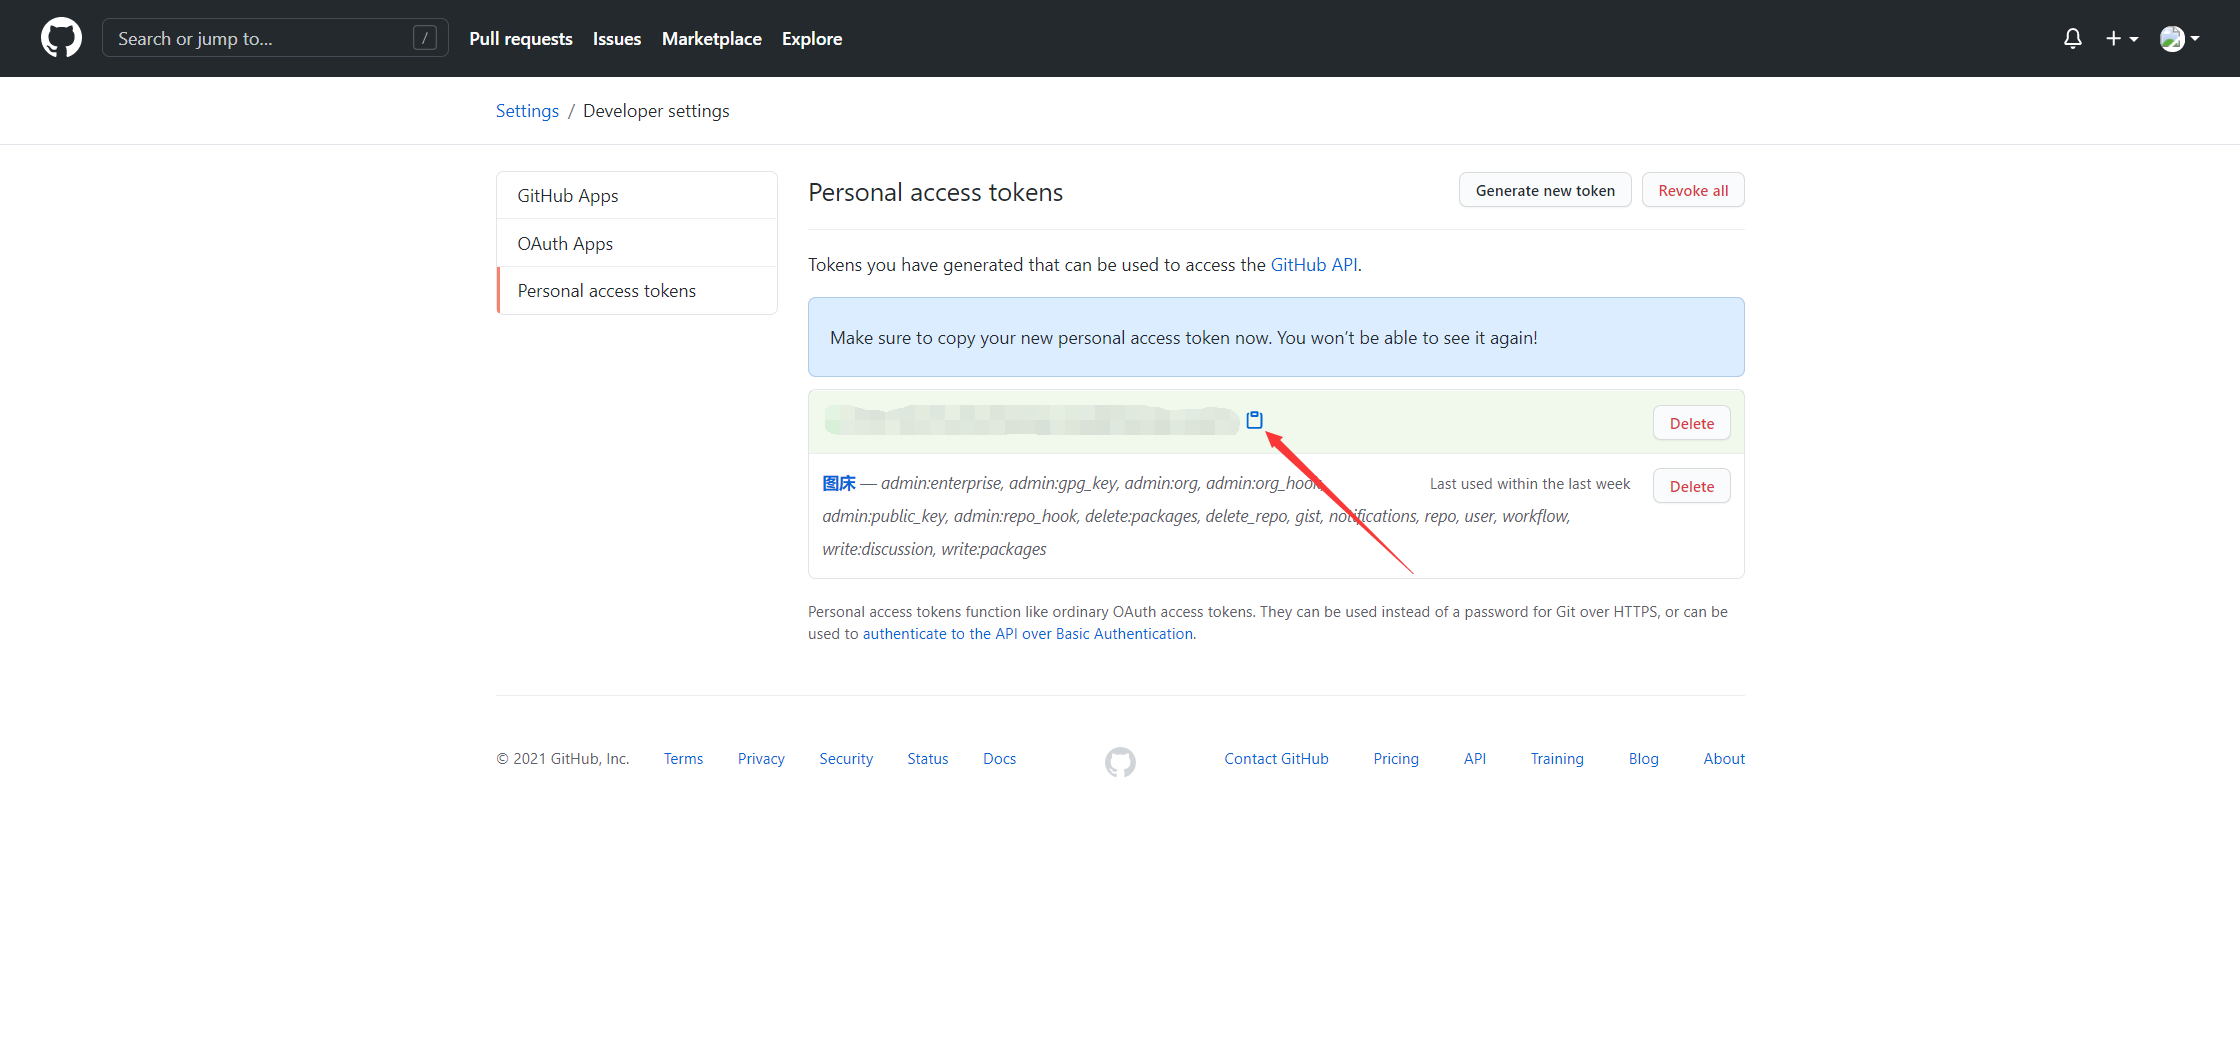 Search or jump to... /
Pull requests Issues Marketplace Explore
Settings / Developer settings
GitHub Apps
OAuth Apps
Personal access tokens
Personal access tokens
Generate new token Revoke all
Tokens you have generated that can be used to access the GitHub API.
Make sure to copy your new personal access token now. You won't be able to see it again!
Delete
图床 — admin:enterprise, admin:gpg_key, admin:org, admin:org_hook,
Last used within the last week
Delete
admin:public_key, admin:repo_hook, delete:packages, delete_repo, gist, notifications, repo, user, workflow,
write:discussion, write:packages
Personal access tokens function like ordinary OAuth access tokens. They can be used instead of a password for Git over HTTPS, or can be
used to authenticate to the API over Basic Authentication.
© 2021 GitHub, Inc. Terms Privacy Security Status Docs Contact GitHub Pricing API Training Blog About